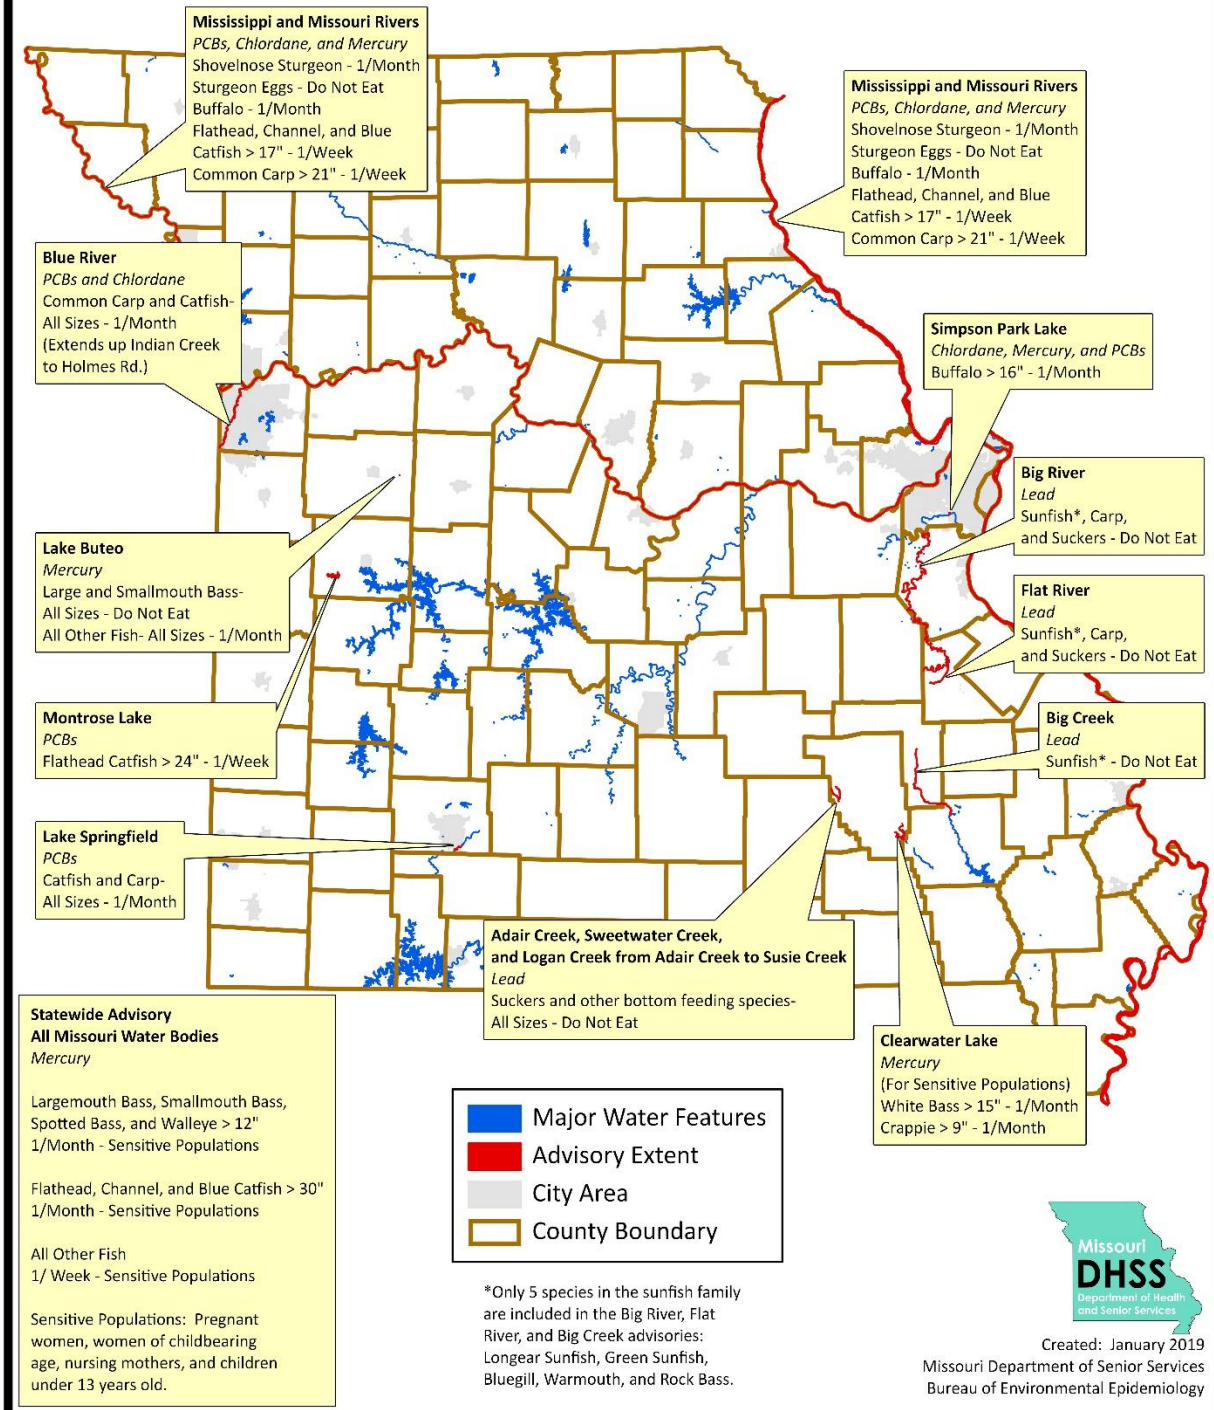 Mississippi and Missouri Rivers
PCBs, Chlordane, and Mercury
Shovelnose Sturgeon - 1/Month
Sturgeon Eggs - Do Not Eat
Buffalo - 1/Month
Flathead, Channel, and Blue
Catfish > 17" - 1/Week
Common Carp > 21" - 1/Week
Mississippi and Missouri Rivers
PCBs, Chlordane, and Mercury
Shovelnose Sturgeon - 1/Month
Sturgeon Eggs - Do Not Eat
Buffalo - 1/Month
Flathead, Channel, and Blue
Catfish > 17" - 1/Week
Common Carp > 21" - 1/Week
Blue River
PCBs and Chlordane
Common Carp and Catfish-
All Sizes - 1/Month
(Extends up Indian Creek
to Holmes Rd.)
Simpson Park Lake
Chlordane, Mercury, and PCBs
Buffalo > 16" - 1/Month
Big River
Lead
Sunfish*, Carp,
and Suckers - Do Not Eat
Lake Buteo
Mercury
Large and Smallmouth Bass-
All Sizes - Do Not Eat
All Other Fish- All Sizes - 1/Month
Flat River
Lead
Sunfish*, Carp,
and Suckers - Do Not Eat
Montrose Lake
PCBs
Flathead Catfish > 24" - 1/Week
Big Creek
Lead
Sunfish* - Do Not Eat
Lake Springfield
PCBs
Catfish and Carp-
All Sizes - 1/Month
Adair Creek, Sweetwater Creek,
and Logan Creek from Adair Creek to Susie Creek
Lead
Suckers and other bottom feeding species-
All Sizes - Do Not Eat
Clearwater Lake
Mercury
(For Sensitive Populations)
White Bass > 15" - 1/Month
Crappie > 9" - 1/Month
Statewide Advisory
All Missouri Water Bodies
Mercury
Largemouth Bass, Smallmouth Bass,
Spotted Bass, and Walleye > 12"
1/Month - Sensitive Populations
Flathead, Channel, and Blue Catfish > 30"
1/Month - Sensitive Populations
All Other Fish
1/ Week - Sensitive Populations
Sensitive Populations: Pregnant
women, women of childbearing
age, nursing mothers, and children
under 13 years old.
Major Water Features
Advisory Extent
City Area
County Boundary
*Only 5 species in the sunfish family
are included in the Big River, Flat
River, and Big Creek advisories:
Longear Sunfish, Green Sunfish,
Bluegill, Warmouth, and Rock Bass.
Missouri
DHSS
Department of Health
and Senior Services
Created: January 2019
Missouri Department of Senior Services
Bureau of Environmental Epidemiology